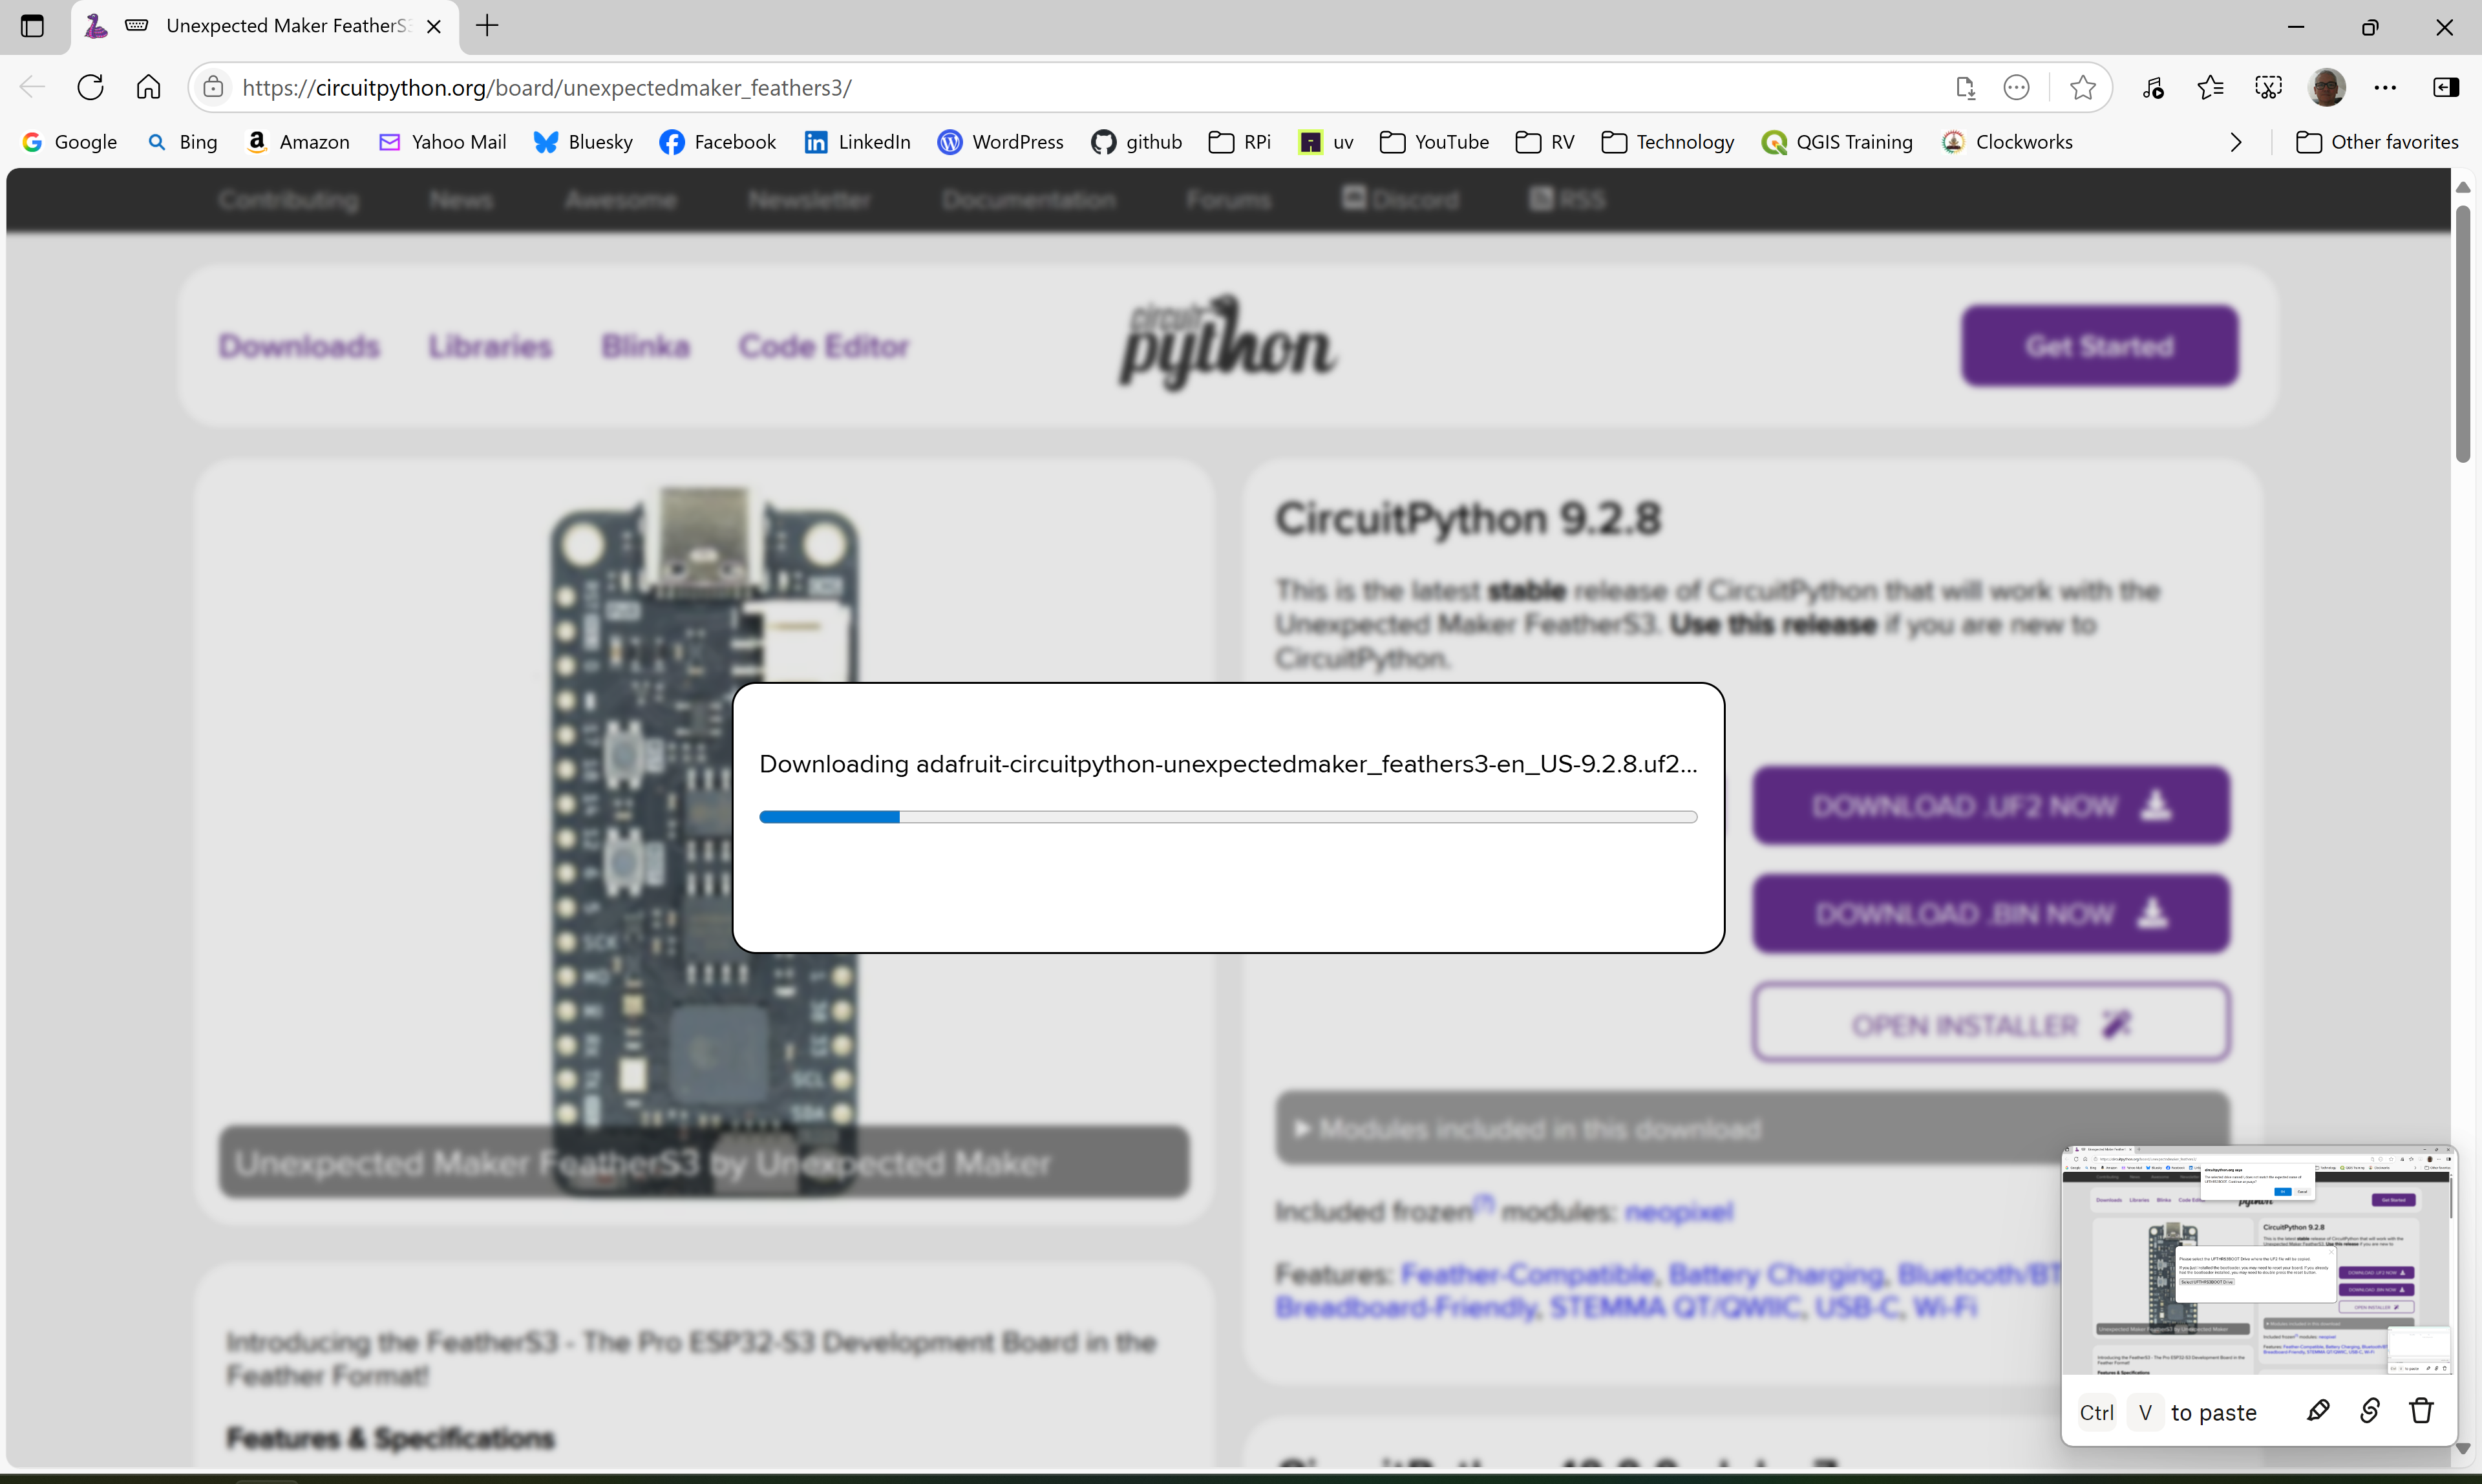 Unexpected Maker FeatherS3
https://circuitpython.org/board/unexpectedmaker_feathers3/
Google Bing Amazon Yahoo Mail Bluesky Facebook LinkedIn WordPress github RPi uv YouTube RV Technology QGIS Training Clockworks Other favorites
Contributing News Awesome Newsletter Documentation Forums Discord RSS
Downloads Libraries Blinka Code Editor circuit python Get Started
CircuitPython 9.2.8
This is the latest stable release of CircuitPython that will work with the
Unexpected Maker FeatherS3. Use this release if you are new to
CircuitPython.
Downloading adafruit-circuitpython-unexpectedmaker_feathers3-en_US-9.2.8.uf2...
DOWNLOAD .UF2 NOW
DOWNLOAD .BIN NOW
OPEN INSTALLER
Modules included in this download
Unexpected Maker FeatherS3 by Unexpected Maker
Included frozen(?) modules: neopixel
Features: Feather-Compatible, Battery Charging, Bluetooth/BT
Breadboard-Friendly, STEMMA QT/QWIIC, USB-C, Wi-Fi
Introducing the FeatherS3 - The Pro ESP32-S3 Development Board in the
Feather Format!
Features & Specifications
Ctrl V to paste